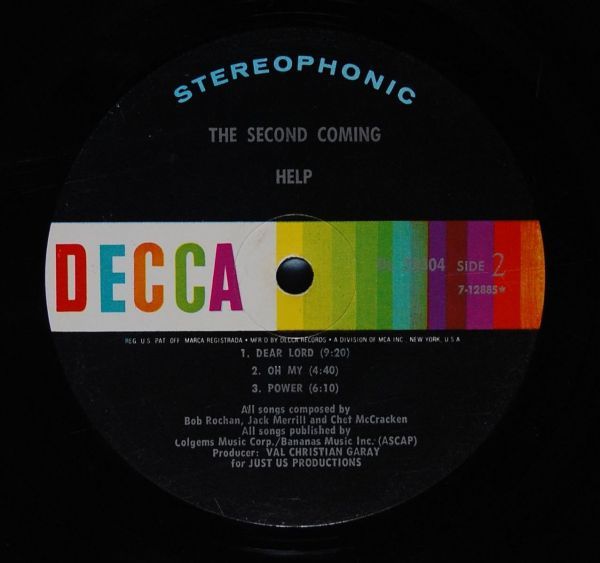 STEREOPHONIC
THE SECOND COMING
HELP
DECCA
SIDE 2
7-12885*
REG. U.S. PAT. OFF. MARCA REGISTRADA • MFR'D BY DECCA RECORDS • A DIVISION OF MCA INC., NEW YORK, U.S.A
1. DEAR LORD (9:20)
2. OH MY (4:40)
3. POWER (6:10)
All songs composed by
Bob Rochan, Jack Merrill and Chet McCracken
All songs published by
Colgems Music Corp./Bananas Music Inc. (ASCAP)
Producer: VAL CHRISTIAN GARAY
for JUST US PRODUCTIONS